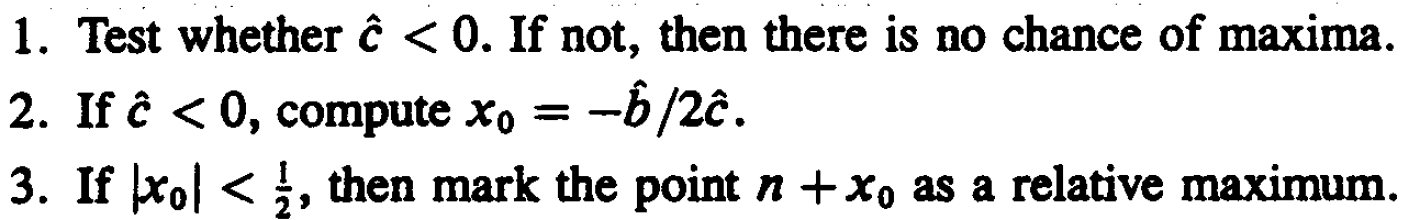 1. Test whether ĉ < 0. If not, then there is no chance of maxima.
2. If ĉ < 0, compute x₀ = −b̂/2ĉ.
3. If |x₀| < ½, then mark the point n + x₀ as a relative maximum.